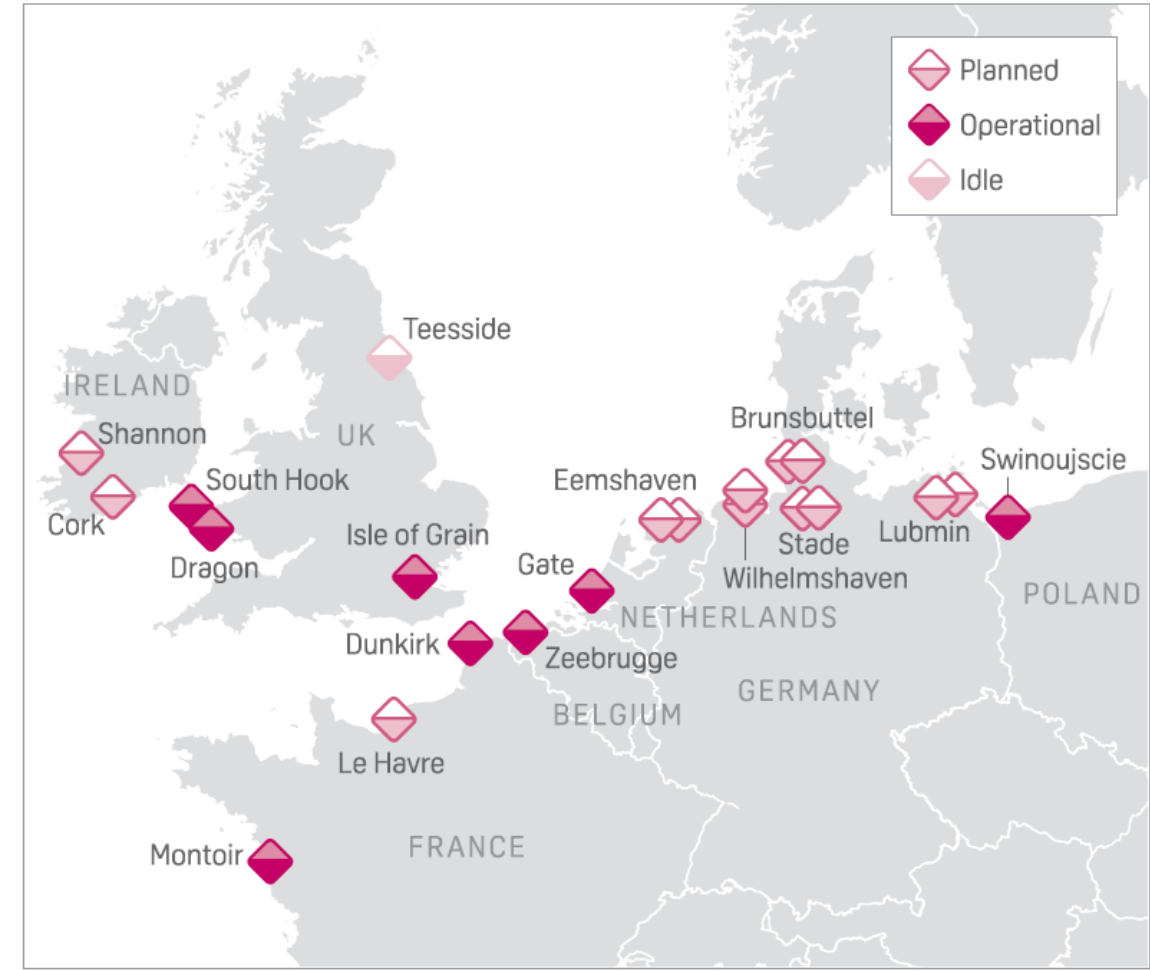 Planned
Operational
Idle
Teesside
IRELAND
Shannon
UK
Brunsbuttel
Swinoujscie
South Hook
Eemshaven
Cork
Isle of Grain
Lubmin
Stade
Dragon
Gate
Wilhelmshaven
POLAND
NETHERLANDS
Dunkirk
Zeebrugge
GERMANY
BELGIUM
Le Havre
FRANCE
Montoir